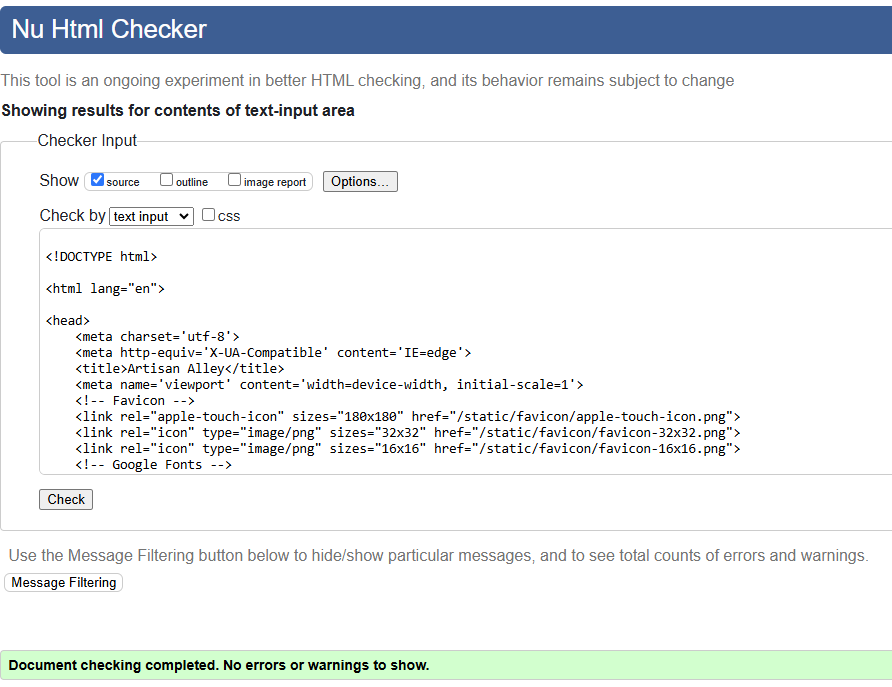 Nu Html Checker
This tool is an ongoing experiment in better HTML checking, and its behavior remains subject to change
Showing results for contents of text-input area
Checker Input
Show source outline image report Options...
Check by text input css
<!DOCTYPE html>
<html lang="en">
<head>
<meta charset='utf-8'>
<meta http-equiv='X-UA-Compatible' content='IE=edge'>
<title>Artisan Alley</title>
<meta name='viewport' content='width=device-width, initial-scale=1'>
<!-- Favicon -->
<link rel="apple-touch-icon" sizes="180x180" href="/static/favicon/apple-touch-icon.png">
<link rel="icon" type="image/png" sizes="32x32" href="/static/favicon/favicon-32x32.png">
<link rel="icon" type="image/png" sizes="16x16" href="/static/favicon/favicon-16x16.png">
<!-- Google Fonts -->
Check
Use the Message Filtering button below to hide/show particular messages, and to see total counts of errors and warnings.
Message Filtering
Document checking completed. No errors or warnings to show.